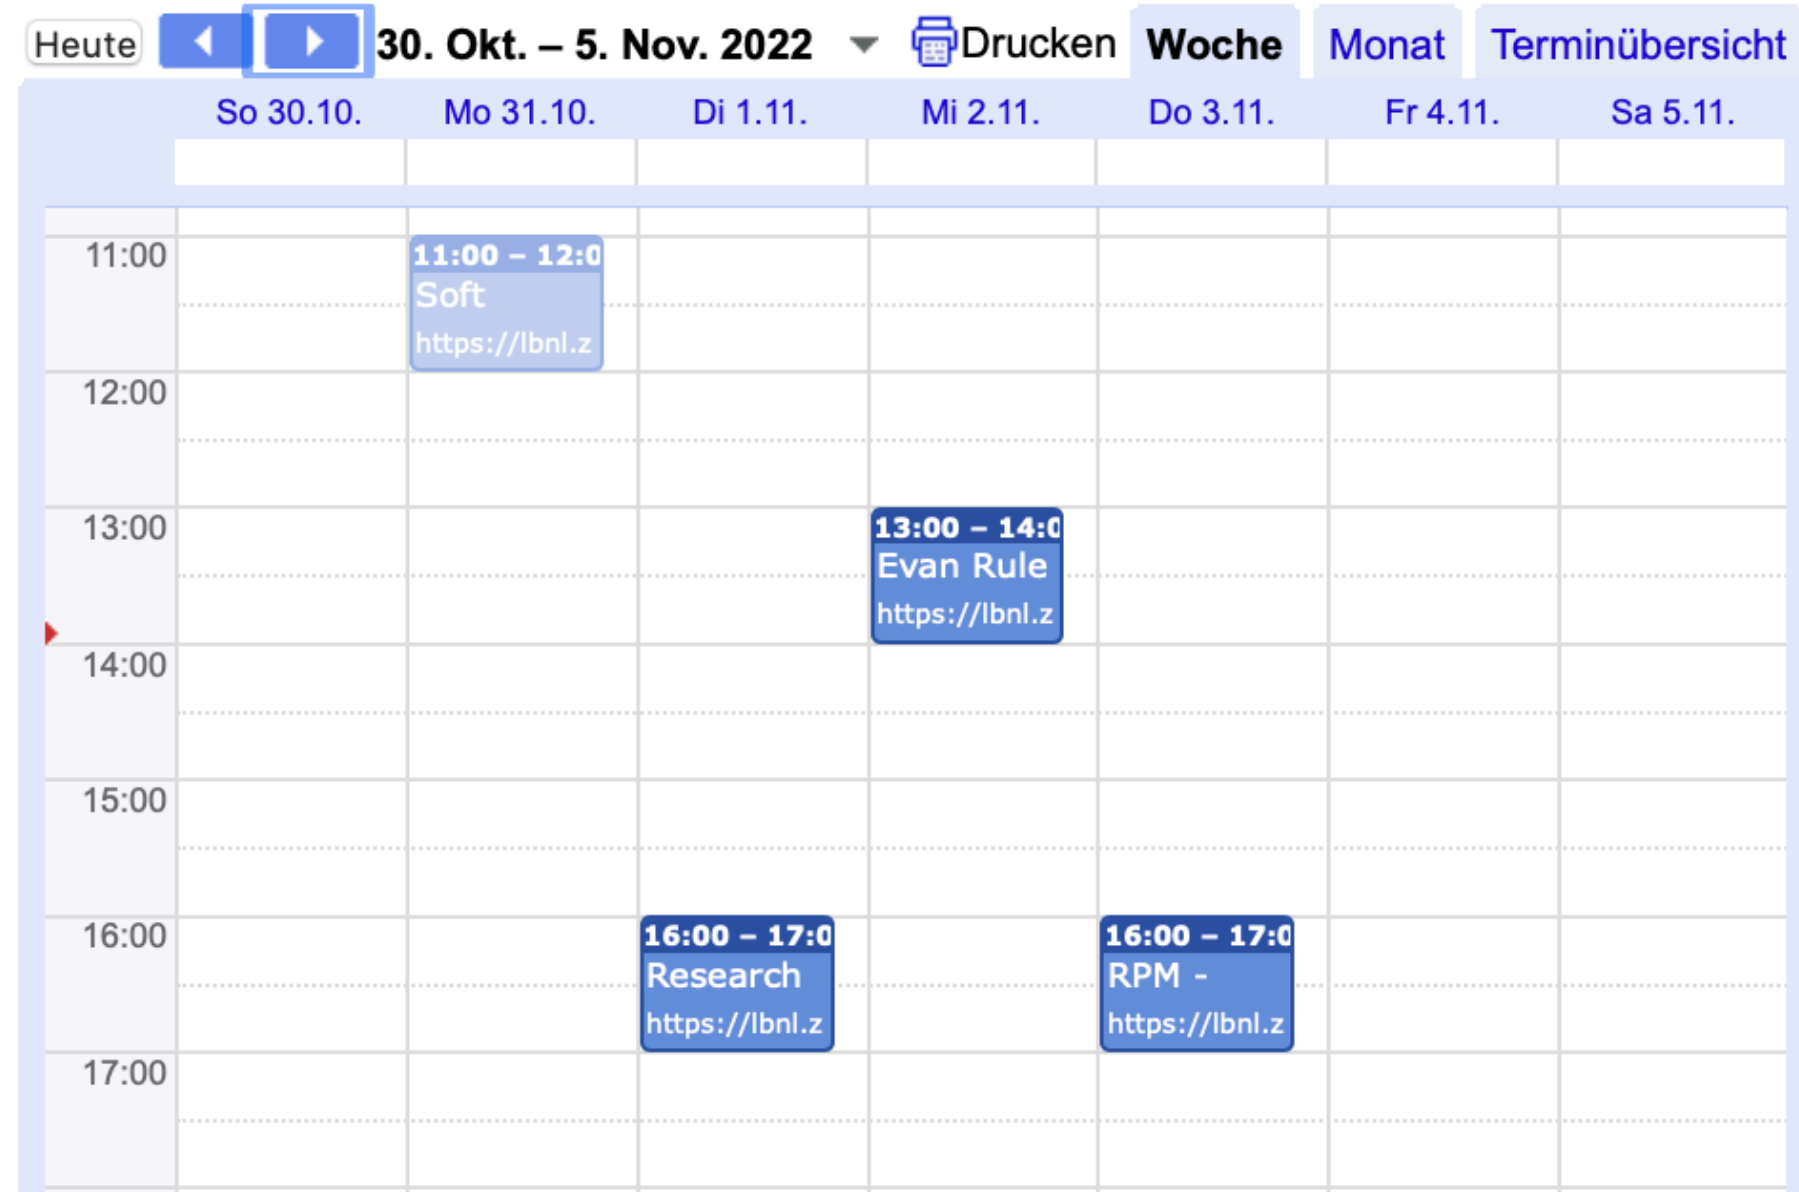 Heute 30. Okt. – 5. Nov. 2022 Drucken Woche Monat Terminübersicht
So 30.10. Mo 31.10. Di 1.11. Mi 2.11. Do 3.11. Fr 4.11. Sa 5.11.
11:00
11:00 – 12:0
Soft
https://lbnl.z
12:00
13:00
13:00 – 14:0
Evan Rule
https://lbnl.z
14:00
15:00
16:00
16:00 – 17:0
Research
https://lbnl.z
16:00 – 17:0
RPM -
https://lbnl.z
17:00